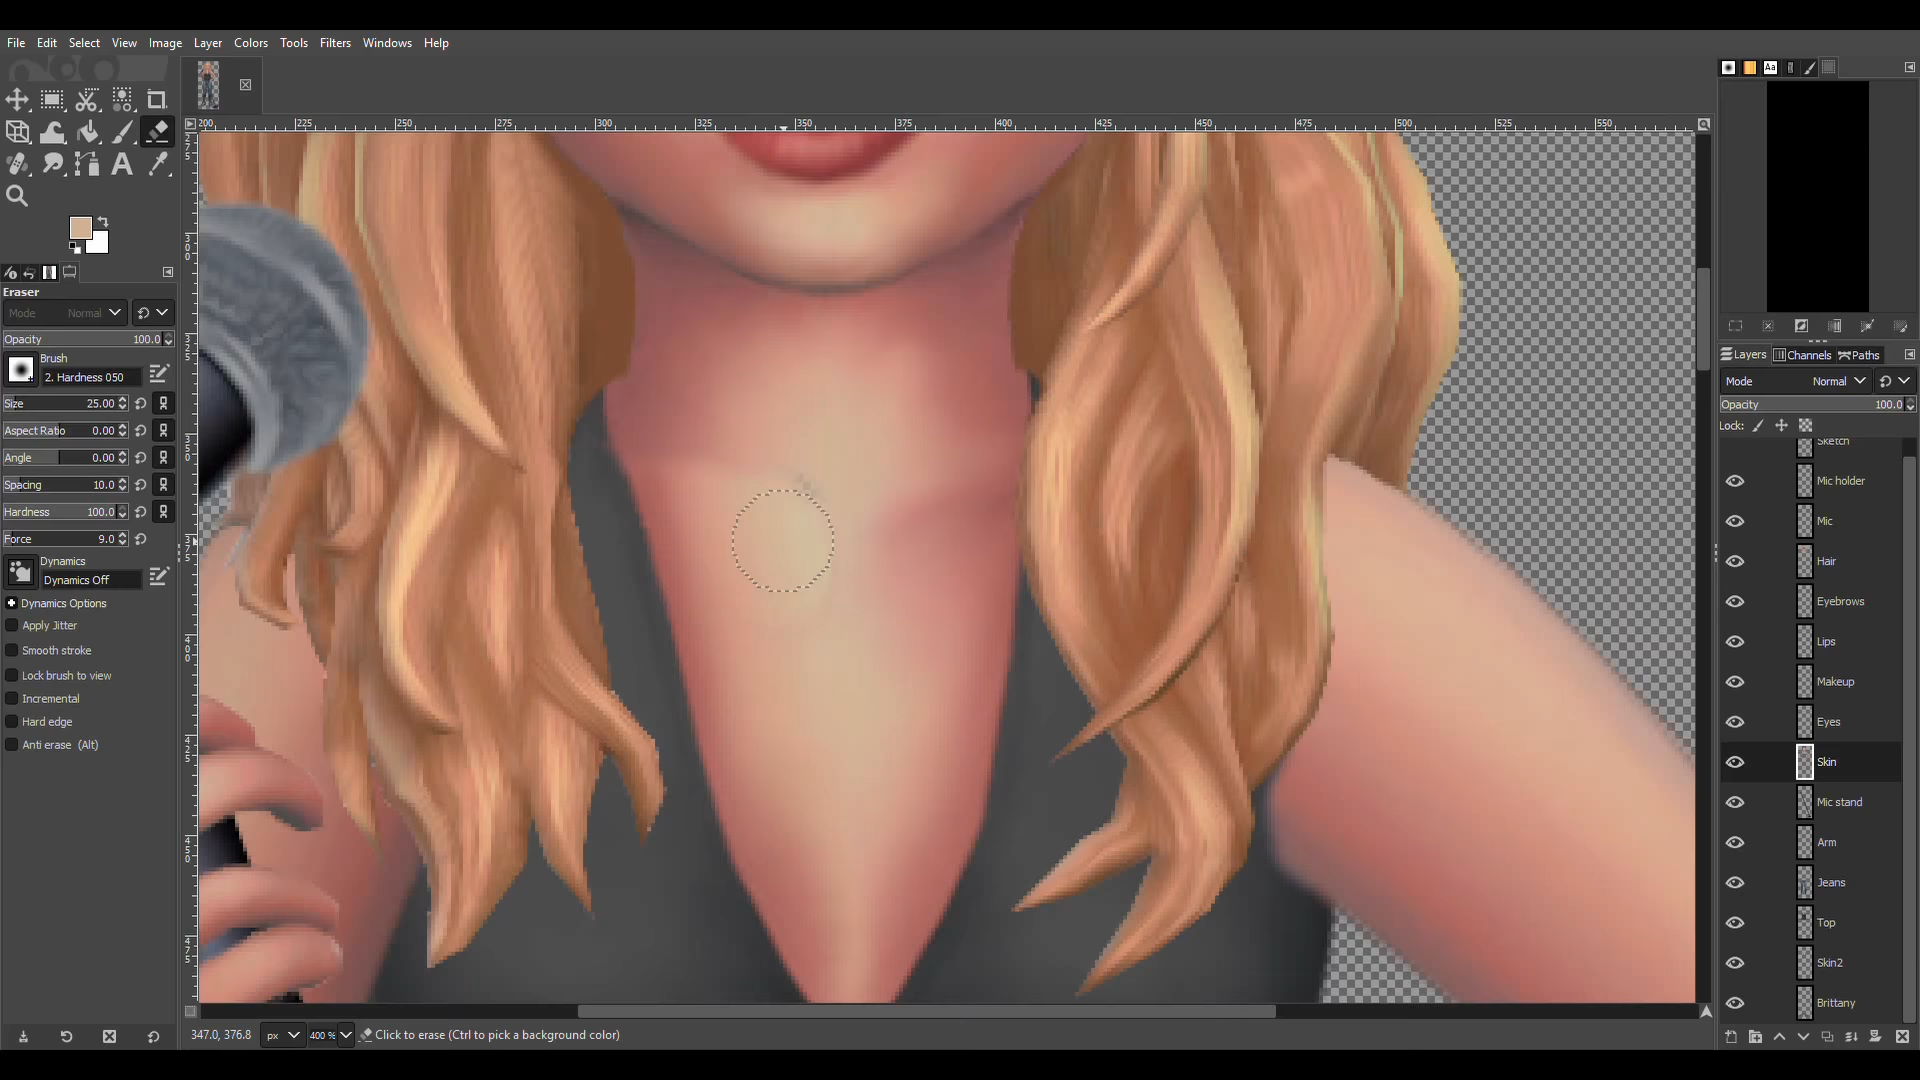 File Edit Select View Image Layer Colors Tools Filters Windows Help
Aa
200 225 250 275 300 325 350 375 400 425 450 475 500 550
Eraser
Mode Normal
Opacity 100.0
Brush
2. Hardness 050
Size 25.00
Aspect Ratio 0.00
Angle 0.00
Spacing 10.0
Hardness 100.0
Force 9.0
Dynamics
Dynamics Off
Dynamics Options
Apply Jitter
Smooth stroke
Lock brush to view
Incremental
Hard edge
Anti erase (Alt)
Layers Channels Paths
Mode Normal
Opacity 100.0
Lock:
Sketch
Mic holder
Mic
Hair
Eyebrows
Lips
Makeup
Eyes
Skin
Mic stand
Arm
Jeans
Top
Skin2
Brittany
347.0, 376.8 px 400 % Click to erase (Ctrl to pick a background color)